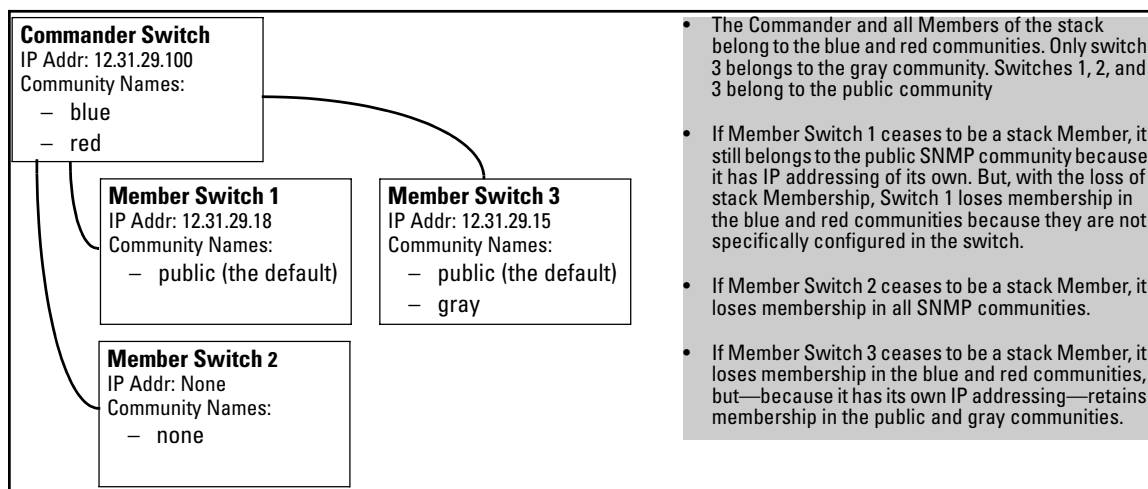 Commander Switch
IP Addr: 12.31.29.100
Community Names:
– blue
– red
Member Switch 1
IP Addr: 12.31.29.18
Community Names:
– public (the default)
Member Switch 3
IP Addr: 12.31.29.15
Community Names:
– public (the default)
– gray
Member Switch 2
IP Addr: None
Community Names:
– none
• The Commander and all Members of the stack
belong to the blue and red communities. Only switch
3 belongs to the gray community. Switches 1, 2, and
3 belong to the public community
• If Member Switch 1 ceases to be a stack Member, it
still belongs to the public SNMP community because
it has IP addressing of its own. But, with the loss of
stack Membership, Switch 1 loses membership in
the blue and red communities because they are not
specifically configured in the switch.
• If Member Switch 2 ceases to be a stack Member, it
loses membership in all SNMP communities.
• If Member Switch 3 ceases to be a stack Member, it
loses membership in the blue and red communities,
but—because it has its own IP addressing—retains
membership in the public and gray communities.